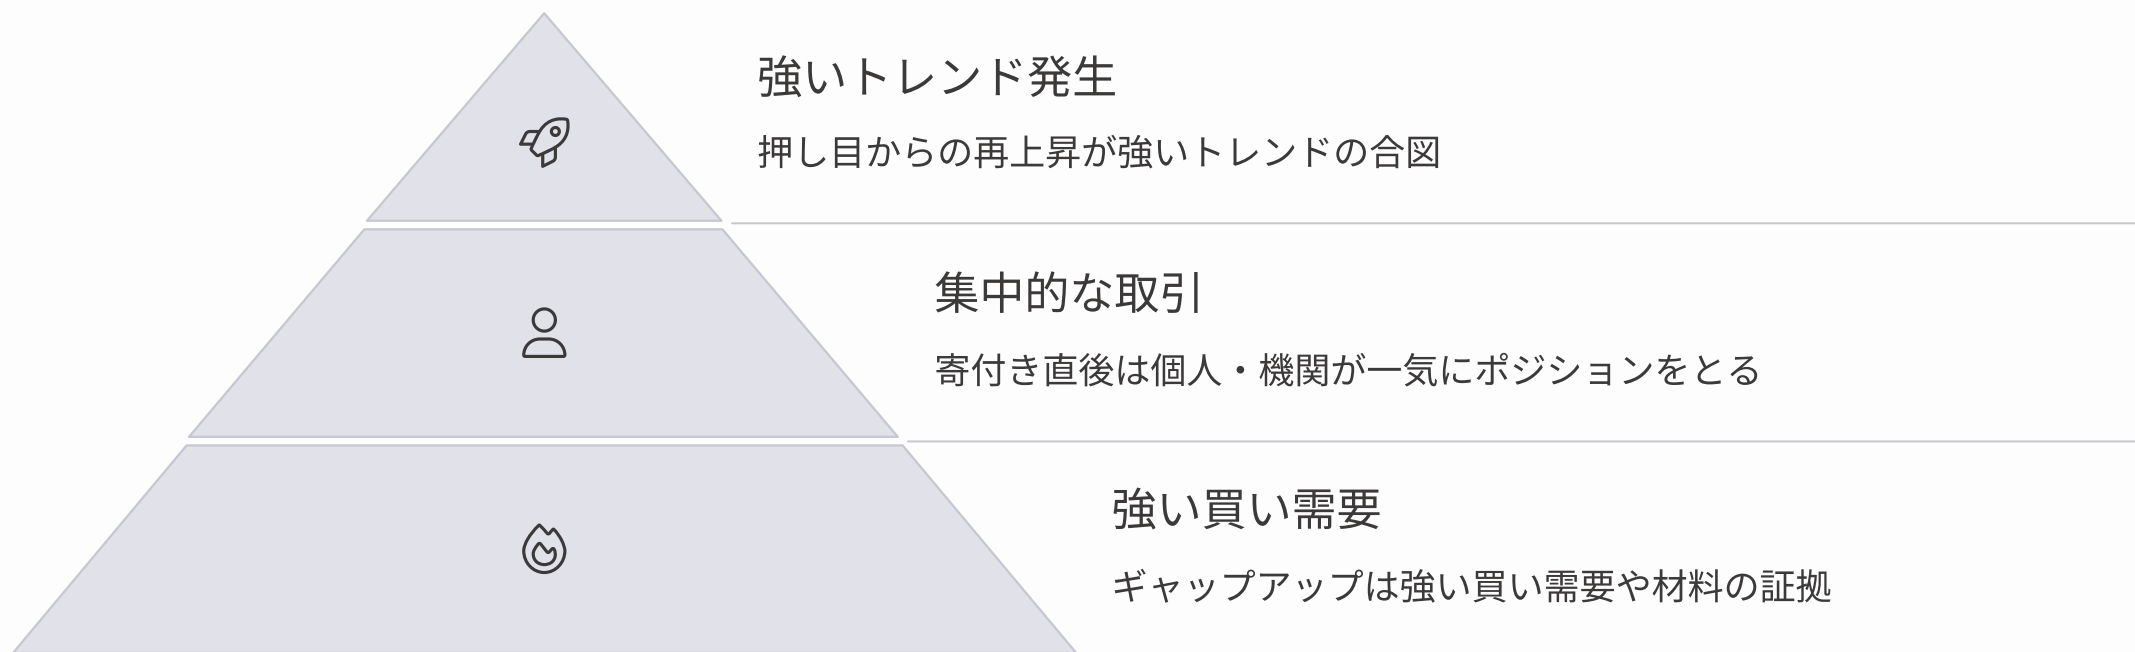 強いトレンド発生
押し目からの再上昇が強いトレンドの合図
集中的な取引
寄付き直後は個人・機関が一気にポジションをとる
強い買い需要
ギャップアップは強い買い需要や材料の証拠